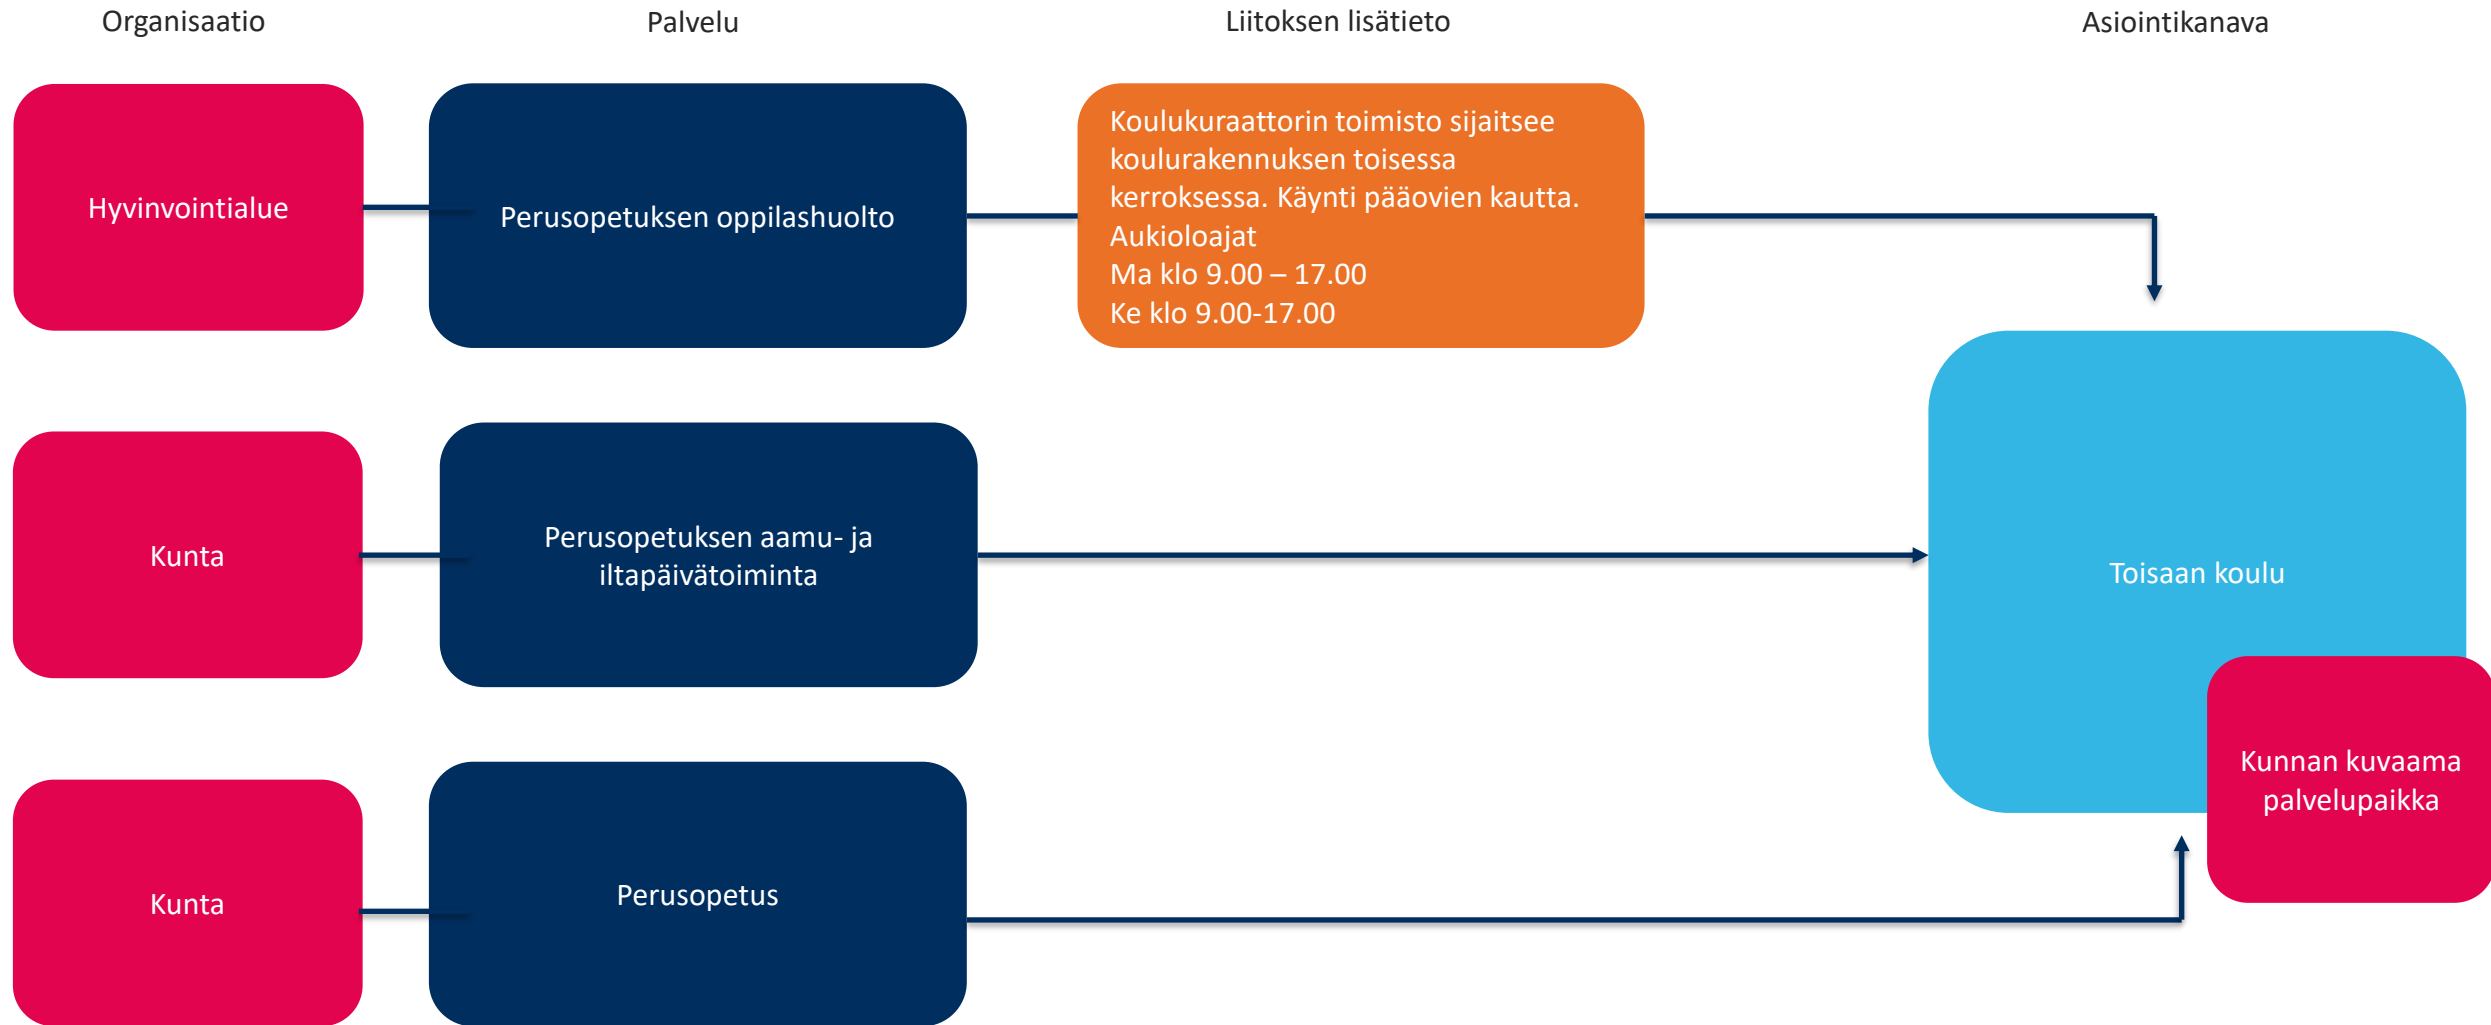 Organisaatio
Palvelu
Liitoksen lisätieto
Asiointikanava
Hyvinvointialue
Perusopetuksen oppilashuolto
Koulukuraattorin toimisto sijaitsee
koulurakennuksen toisessa
kerroksessa. Käynti pääovien kautta.
Aukioloajat
Ma klo 9.00 – 17.00
Ke klo 9.00-17.00
Kunta
Perusopetuksen aamu- ja
iltapäivätoiminta
Toisaan koulu
Kunnan kuvaama
palvelupaikka
Kunta
Perusopetus